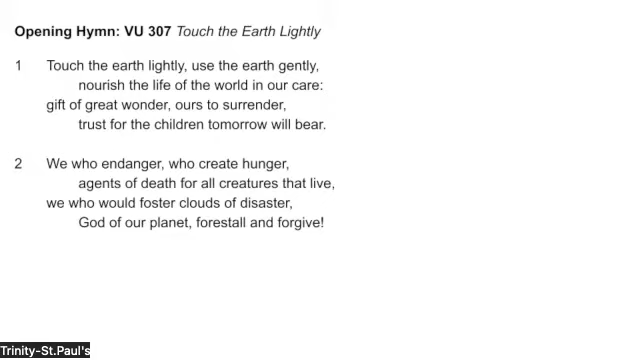 Opening Hymn: VU 307 Touch the Earth Lightly
1 Touch the earth lightly, use the earth gently,
nourish the life of the world in our care:
gift of great wonder, ours to surrender,
trust for the children tomorrow will bear.
2 We who endanger, who create hunger,
agents of death for all creatures that live,
we who would foster clouds of disaster,
God of our planet, forestall and forgive!
Trinity-St.Paul's